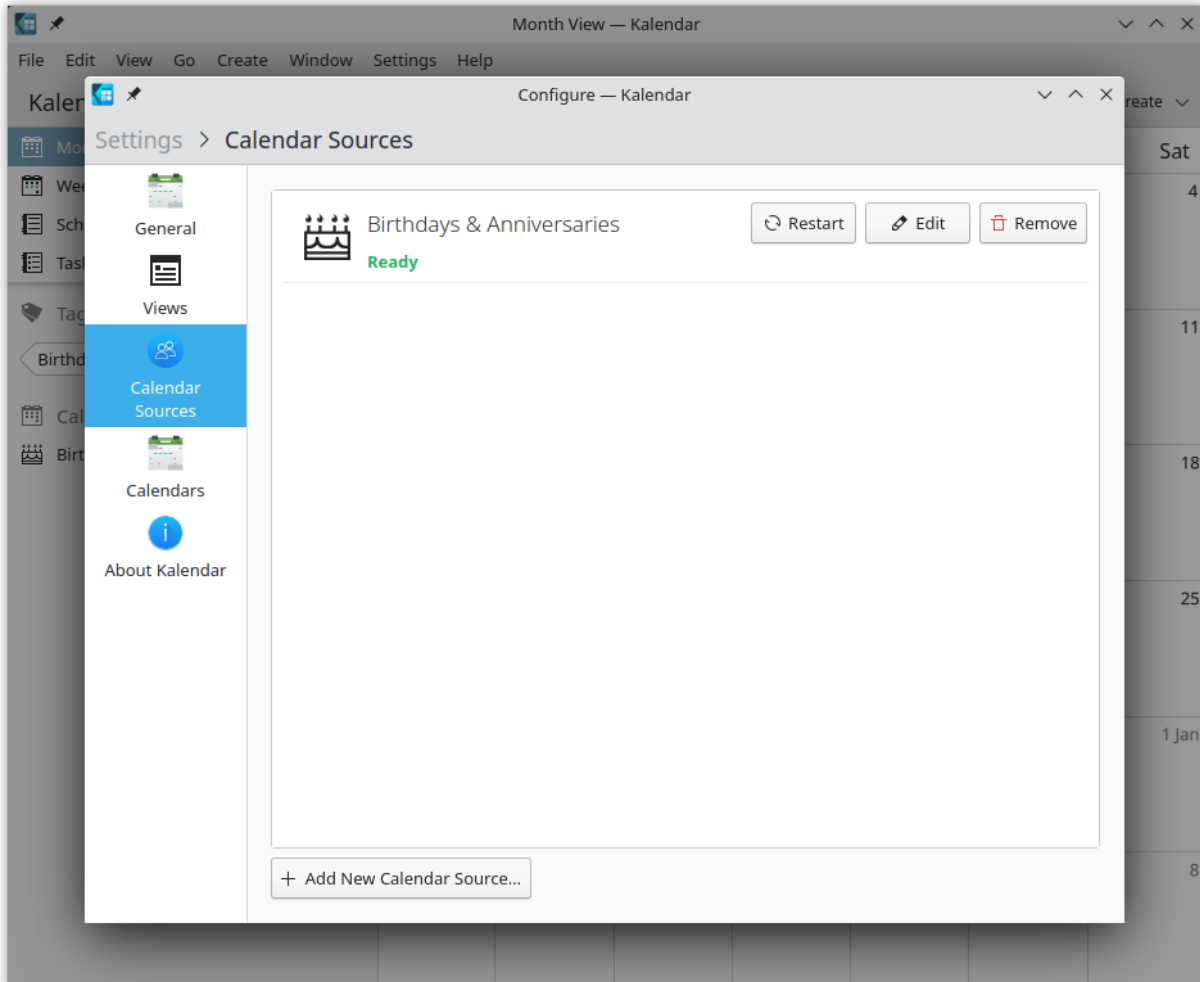 Month View — Kalendar
File Edit View Go Create Window Settings Help
Configure — Kalendar
Settings > Calendar Sources
General
Views
Calendar
Sources
Calendars
About Kalendar
Birthdays & Anniversaries
Ready
Restart Edit Remove
+ Add New Calendar Source...
Sat
4
11
18
25
1 Jan
8